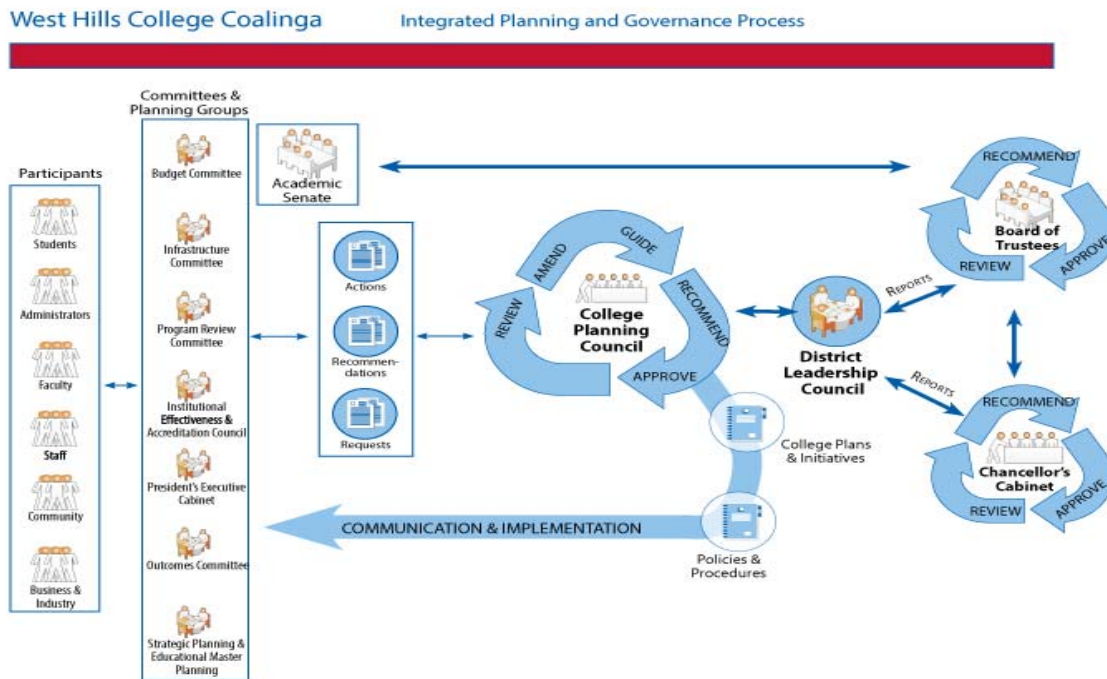 West Hills College Coalinga
Integrated Planning and Governance Process
Committees &
Planning Groups
Participants
Students
Administrators
Faculty
Staff
Community
Business &
Industry
Budget Committee
Infrastructure
Committee
Program Review
Committee
Institutional
Effectiveness &
Accreditation Council
President's Executive
Cabinet
Outcomes Committee
Strategic Planning &
Educational Master
Planning
Academic
Senate
Actions
Recommen-
dations
Requests
REVIEW
AMEND
GUIDE
RECOMMEND
APPROVE
College
Planning
Council
College Plans
& Initiatives
Policies &
Procedures
COMMUNICATION & IMPLEMENTATION
District
Leadership
Council
REPORTS
REPORTS
RECOMMEND
APPROVE
REVIEW
Board of
Trustees
RECOMMEND
APPROVE
REVIEW
Chancellor's
Cabinet